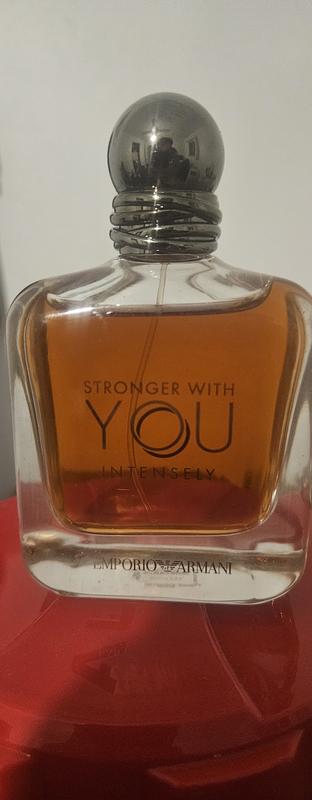 STRONGER WITH
YOU
INTENSELY
EMPORIO ARMANI